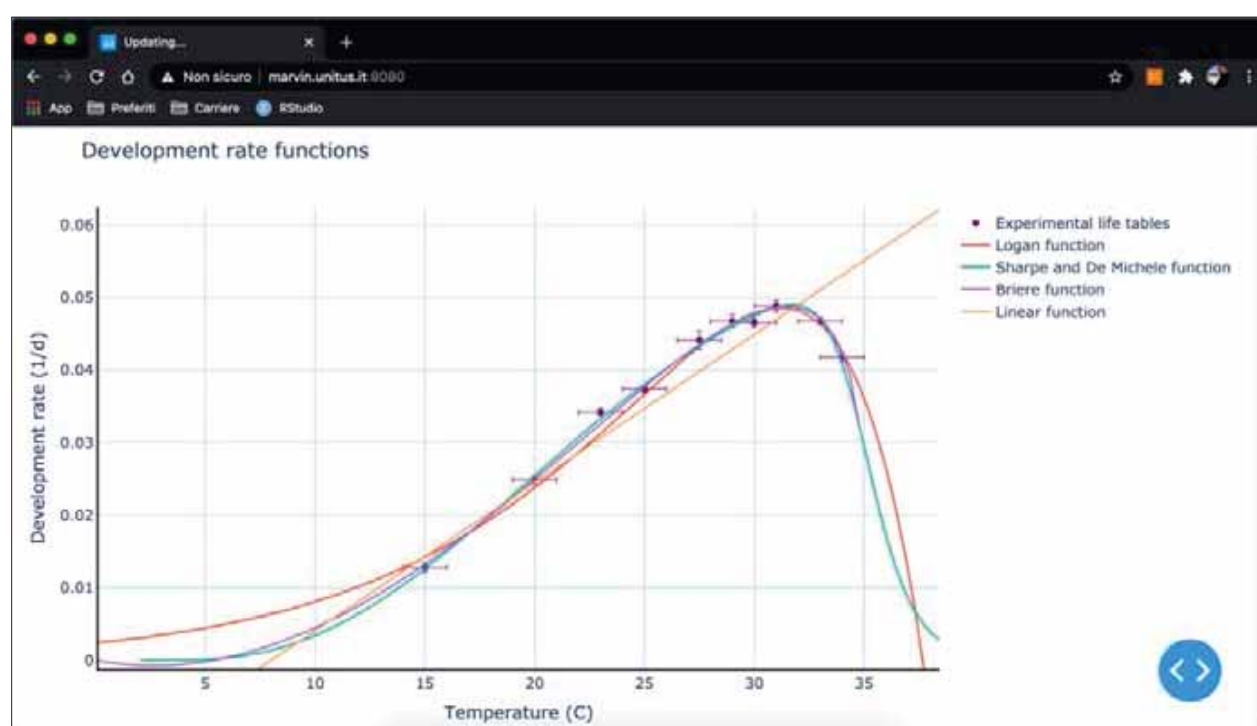 Updating...
Non sicuro | marvin.unitus.it:8080
App Preferiti Carriere RStudio
Development rate functions
0.06
0.05
0.04
0.03
0.02
0.01
0
Development rate (1/d)
5 10 15 20 25 30 35
Temperature (C)
Experimental life tables
Logan function
Sharpe and De Michele function
Briere function
Linear function